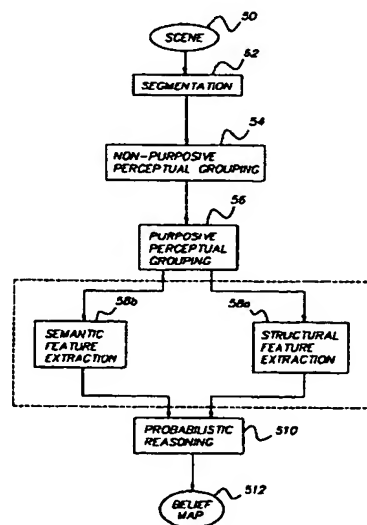 50
SCENE
52
SEGMENTATION
54
NON-PURPOSIVE
PERCEPTUAL GROUPING
56
PURPOSIVE
PERCEPTUAL
GROUPING
58b
SEMANTIC
FEATURE
EXTRACTION
58a
STRUCTURAL
FEATURE
EXTRACTION
PROBABILISTIC
REASONING
510
512
BELIEF
MAP